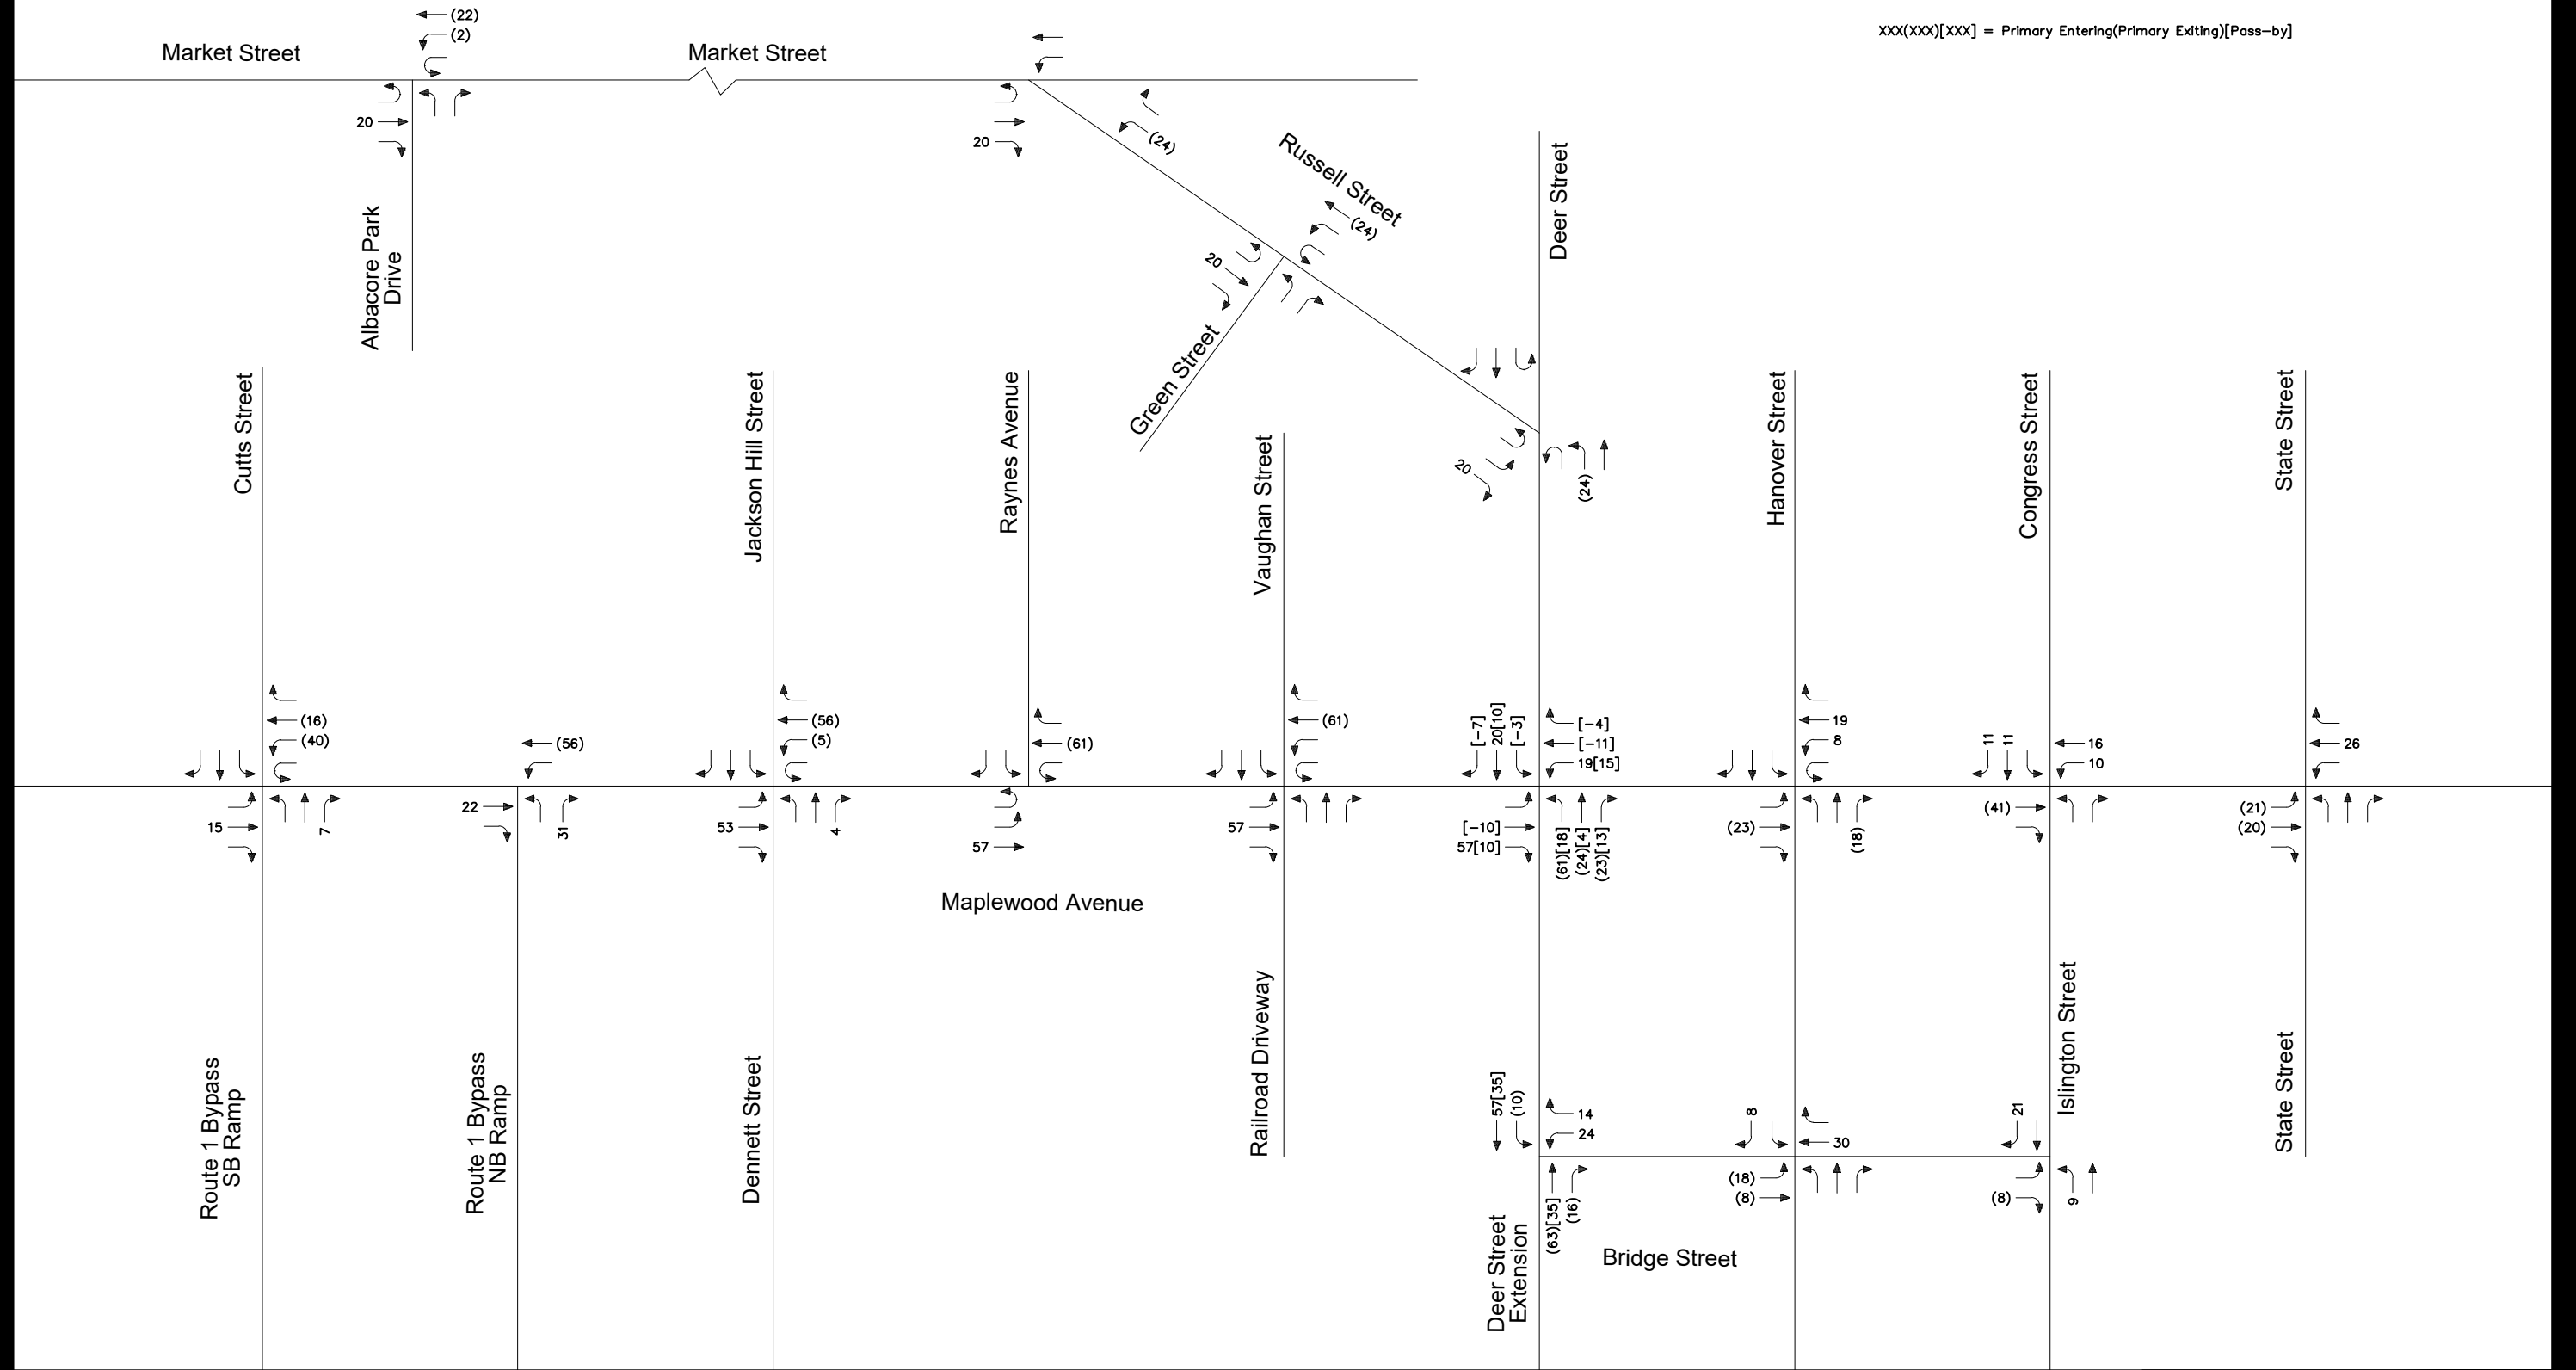 (22)
(2)
XXX(XXX)[XXX] = Primary Entering(Primary Exiting)[Pass-by]
Market Street
Market Street
20
20
(24)
Russell Street
(24)
20
Green Street
Deer Street
20
(24)
Albacore Park
Drive
Cutts Street
Jackson Hill Street
Raynes Avenue
Vaughan Street
Hanover Street
Congress Street
State Street
(16)
(40)
15
7
(56)
22
31
(56)
(5)
53
4
(61)
57
(61)
57
[-7]
20[10]
[-3]
[-4]
[-11]
19[15]
[-10]
57[10]
(61)[18]
(24)[4]
(23)[13]
19
8
(23)
(18)
11
11
16
10
(41)
26
(21)
(20)
Maplewood Avenue
Route 1 Bypass
SB Ramp
Route 1 Bypass
NB Ramp
Dennett Street
Railroad Driveway
Islington Street
State Street
57[35]
(10)
14
24
(63)[35]
(16)
8
30
(18)
(8)
21
(8)
9
Deer Street
Extension
Bridge Street